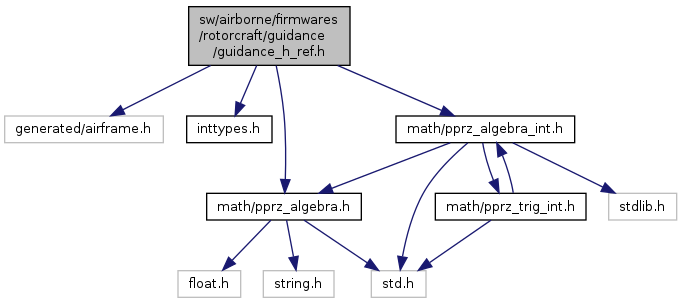 sw/airborne/firmwares
/rotorcraft/guidance
/guidance_h_ref.h
generated/airframe.h
inttypes.h
math/pprz_algebra_int.h
math/pprz_algebra.h
math/pprz_trig_int.h
stdlib.h
float.h
string.h
std.h